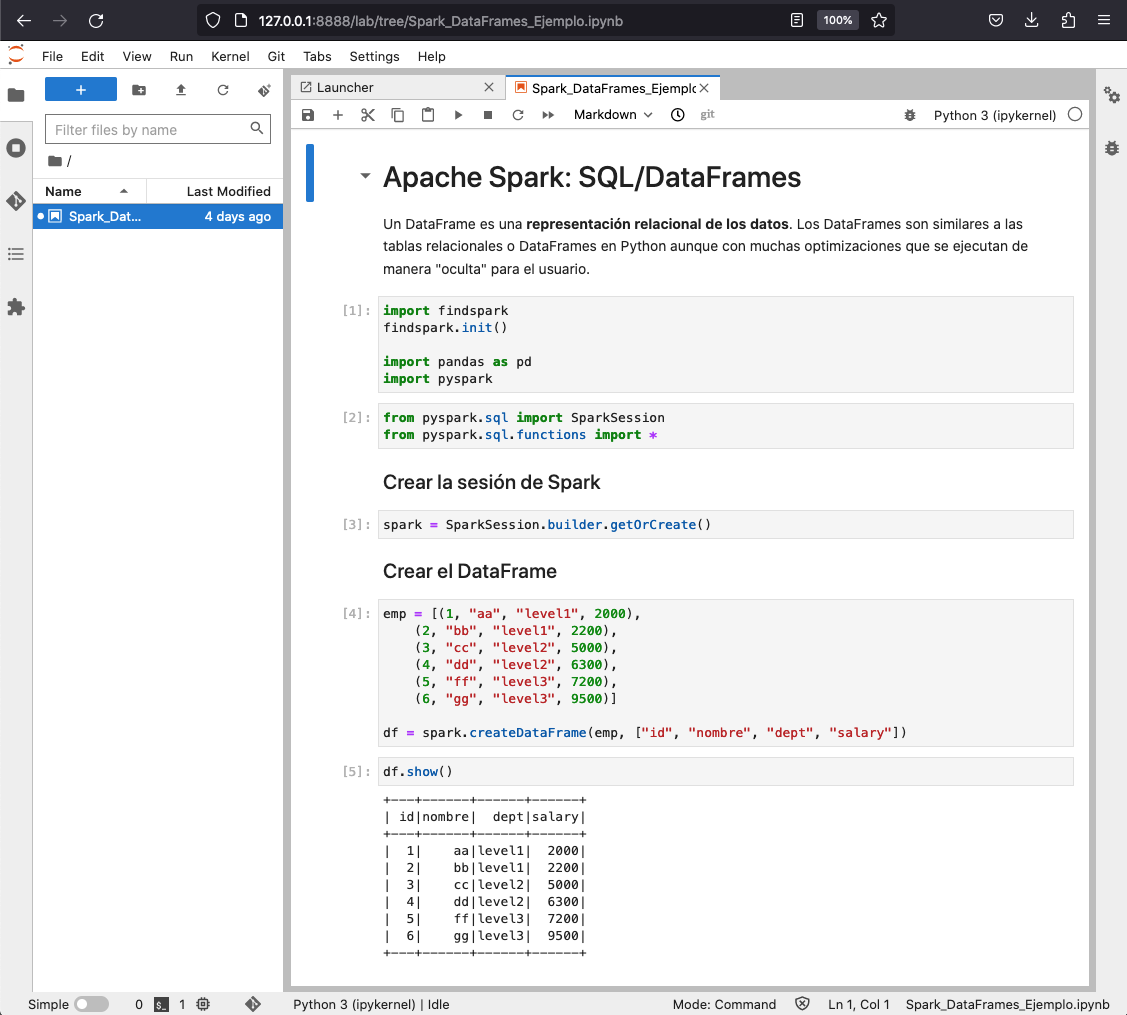 127.0.0.1:8888/lab/tree/Spark_DataFrames_Ejemplo.ipynb
100%
File Edit View Run Kernel Git Tabs Settings Help
+
Filter files by name
/
Name Last Modified
Spark_Dat... 4 days ago
Launcher
Spark_DataFrames_Ejemplo
Markdown
git
Python 3 (ipykernel)
Apache Spark: SQL/DataFrames
Un DataFrame es una representación relacional de los datos. Los DataFrames son similares a las
tablas relacionales o DataFrames en Python aunque con muchas optimizaciones que se ejecutan de
manera "oculta" para el usuario.
[1]: import findspark
findspark.init()
import pandas as pd
import pyspark
[2]: from pyspark.sql import SparkSession
from pyspark.sql.functions import *
Crear la sesión de Spark
[3]: spark = SparkSession.builder.getOrCreate()
Crear el DataFrame
[4]: emp = [(1, "aa", "level1", 2000),
(2, "bb", "level1", 2200),
(3, "cc", "level2", 5000),
(4, "dd", "level2", 6300),
(5, "ff", "level3", 7200),
(6, "gg", "level3", 9500)]
df = spark.createDataFrame(emp, ["id", "nombre", "dept", "salary"])
[5]: df.show()
+---+------+------+------+
| id|nombre|  dept|salary|
+---+------+------+------+
|  1|    aa|level1|  2000|
|  2|    bb|level1|  2200|
|  3|    cc|level2|  5000|
|  4|    dd|level2|  6300|
|  5|    ff|level3|  7200|
|  6|    gg|level3|  9500|
+---+------+------+------+
Simple 0 $_ 1 Python 3 (ipykernel) | Idle Mode: Command Ln 1, Col 1 Spark_DataFrames_Ejemplo.ipynb